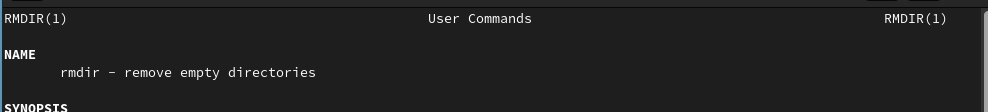 RMDIR(1) User Commands RMDIR(1)
NAME
rmdir - remove empty directories
SYNOPSIS